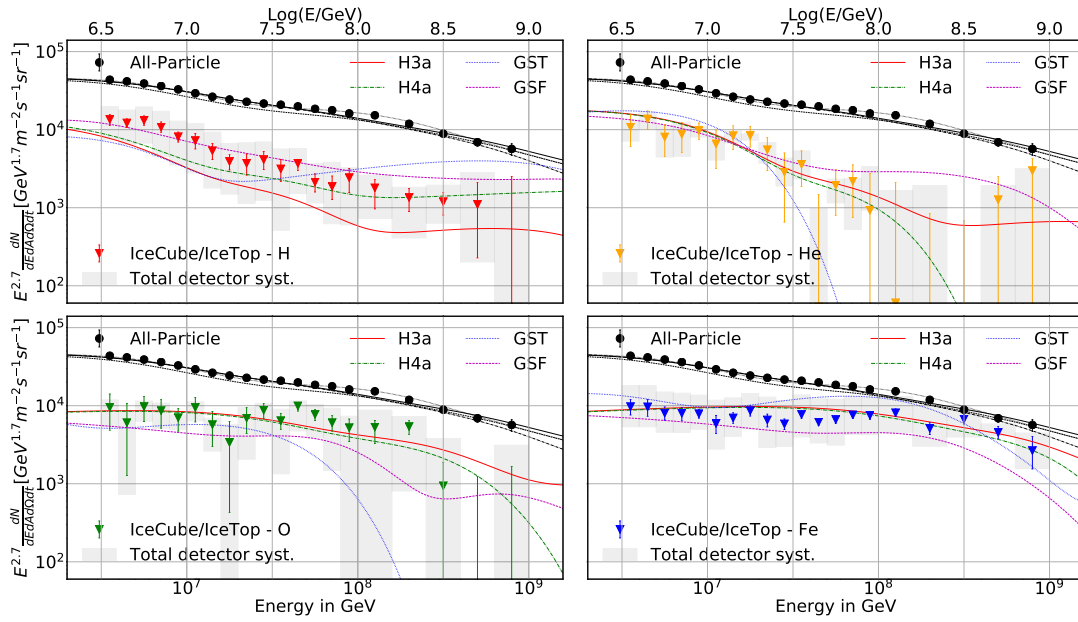 Log(E/GeV) Log(E/GeV)
6.5 7.0 7.5 8.0 8.5 9.0 6.5 7.0 7.5 8.0 8.5 9.0
10^5
All-Particle H3a GST All-Particle H3a GST
H4a GSF H4a GSF
10^4
10^3
E^2.7 dN/dEdAdΩdt [GeV^1.7 m^−2 s^−1 sr^−1]
IceCube/IceTop - H IceCube/IceTop - He
Total detector syst. Total detector syst.
10^2
10^5
All-Particle H3a GST All-Particle H3a GST
H4a GSF H4a GSF
10^4
10^3
E^2.7 dN/dEdAdΩdt [GeV^1.7 m^−2 s^−1 sr^−1]
IceCube/IceTop - O IceCube/IceTop - Fe
Total detector syst. Total detector syst.
10^2
10^7 10^8 10^9 10^7 10^8 10^9
Energy in GeV Energy in GeV